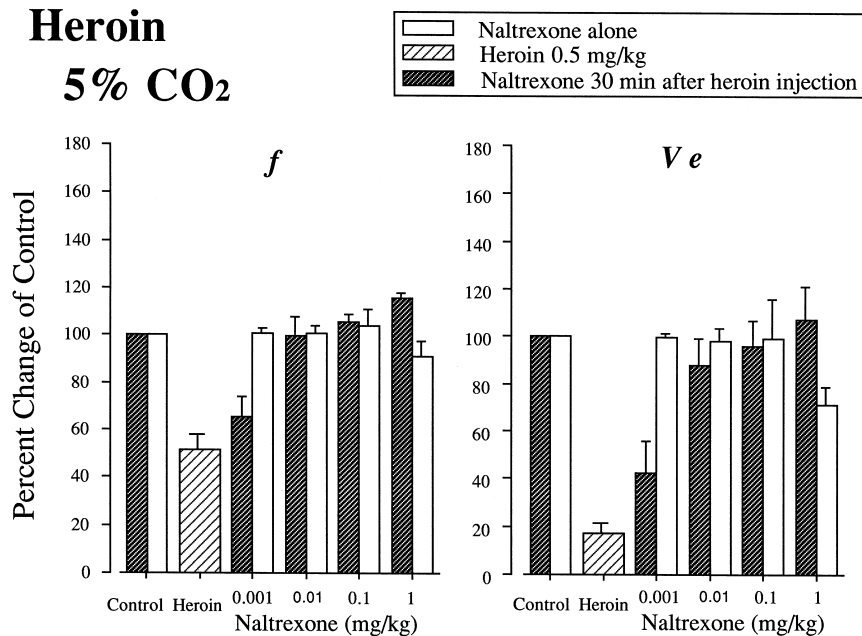 Heroin
5% CO2
Naltrexone alone
Heroin 0.5 mg/kg
Naltrexone 30 min after heroin injection
Percent Change of Control
f
180
160
140
120
100
80
60
40
20
0
Control Heroin 0.001 0.01 0.1 1
Naltrexone (mg/kg)
V e
180
160
140
120
100
80
60
40
20
0
Control Heroin 0.001 0.01 0.1 1
Naltrexone (mg/kg)